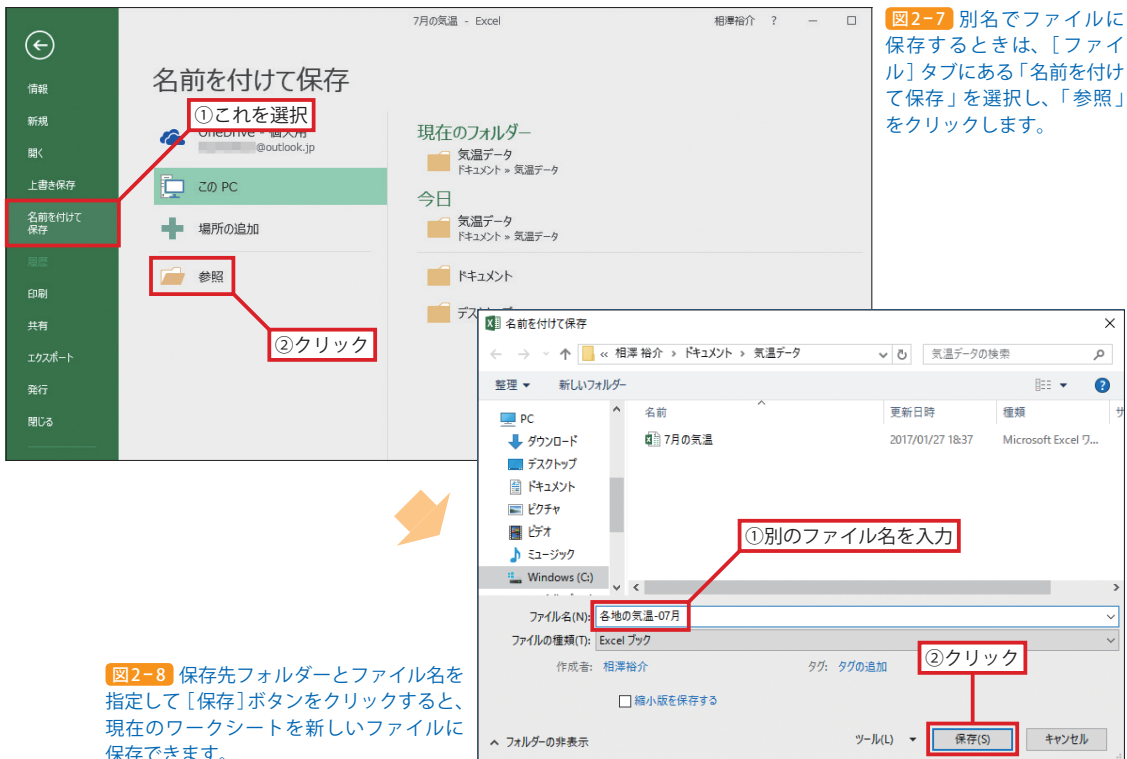 7月の気温 - Excel
相澤裕介 ? — □
情報
新規
開く
上書き保存
名前を付けて
保存
履歴
印刷
共有
エクスポート
発行
閉じる
名前を付けて保存
①これを選択
OneDrive - 個人用
@outlook.jp
この PC
場所の追加
参照
②クリック
現在のフォルダー
気温データ
ドキュメント » 気温データ
今日
気温データ
ドキュメント » 気温データ
ドキュメント
図2-7 別名でファイルに
保存するときは、[ファイ
ル]タブにある「名前を付け
て保存」を選択し、「参照」
をクリックします。
名前を付けて保存
« 相澤 裕介 › ドキュメント › 気温データ
気温データの検索
整理 ▼ 新しいフォルダー
PC
ダウンロード
デスクトップ
ドキュメント
ピクチャ
ビデオ
ミュージック
Windows (C:)
名前 更新日時 種類 サ
7月の気温 2017/01/27 18:37 Microsoft Excel ワ...
①別のファイル名を入力
ファイル名(N): 各地の気温-07月
ファイルの種類(T): Excel ブック
作成者: 相澤裕介 タグ: タグの追加
②クリック
縮小版を保存する
フォルダーの非表示
ツール(L) ▼ 保存(S) キャンセル
図2-8 保存先フォルダーとファイル名を
指定して[保存]ボタンをクリックすると、
現在のワークシートを新しいファイルに
保存できます。